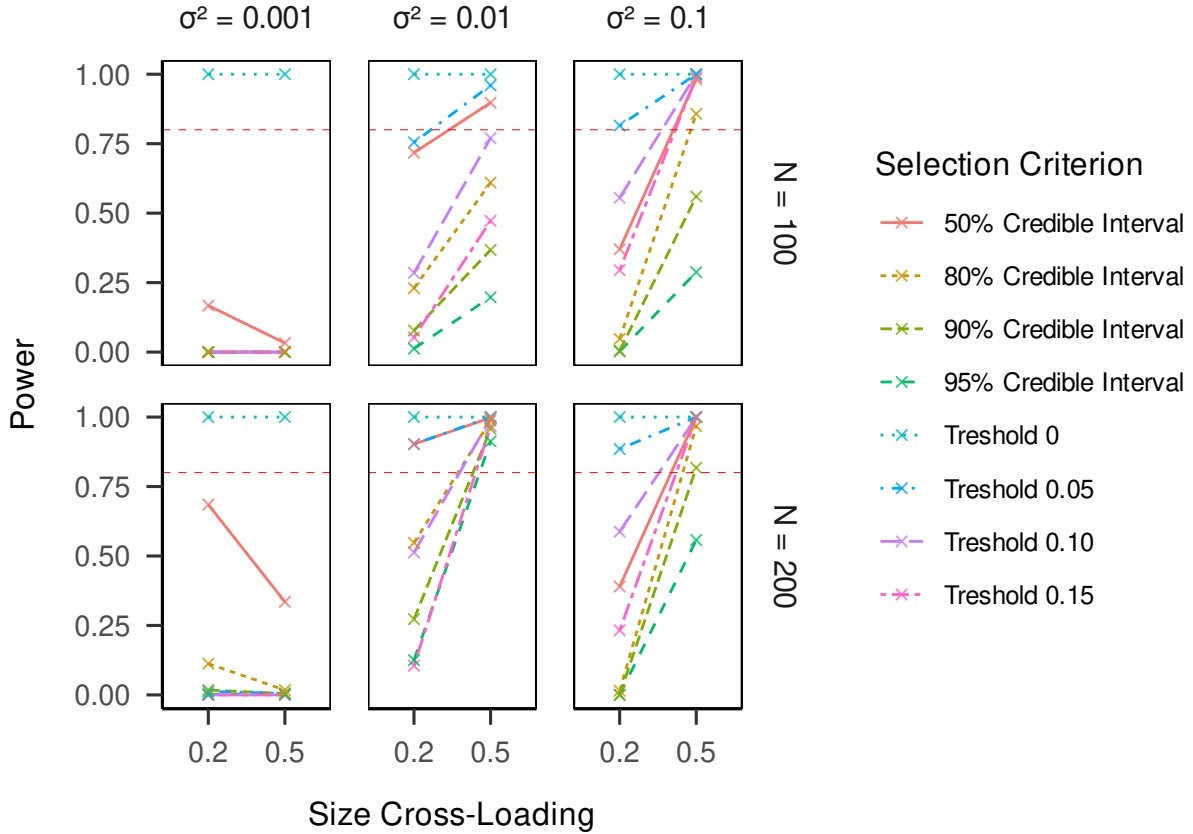 σ² = 0.001
σ² = 0.01
σ² = 0.1
1.00
0.75
0.50
0.25
0.00
N = 100
1.00
0.75
0.50
0.25
0.00
N = 200
Power
0.2
0.5
0.2
0.5
0.2
0.5
Size Cross-Loading
Selection Criterion
50% Credible Interval
80% Credible Interval
90% Credible Interval
95% Credible Interval
Treshold 0
Treshold 0.05
Treshold 0.10
Treshold 0.15